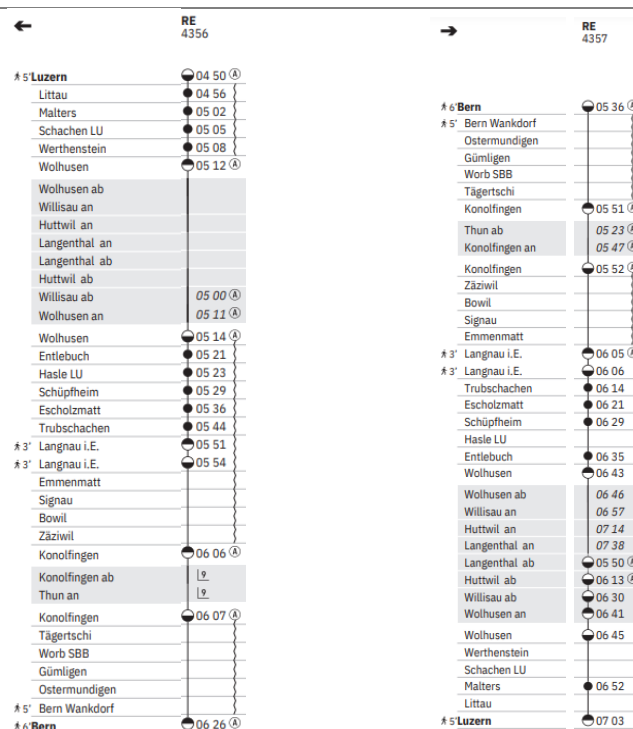 RE
4356
5' Luzern 04 50 Ⓐ
Littau 04 56
Malters 05 02
Schachen LU 05 05
Werthenstein 05 08
Wolhusen 05 12 Ⓐ
Wolhusen ab
Willisau an
Huttwil an
Langenthal an
Langenthal ab
Huttwil ab
Willisau ab 05 00 Ⓐ
Wolhusen an 05 11 Ⓐ
Wolhusen 05 14 Ⓐ
Entlebuch 05 21
Hasle LU 05 23
Schüpfheim 05 29
Escholzmatt 05 36
Trubschachen 05 44
3' Langnau i.E. 05 51
3' Langnau i.E. 05 54
Emmenmatt
Signau
Bowil
Zäziwil
Konolfingen 06 06 Ⓐ
Konolfingen ab 9
Thun an 9
Konolfingen 06 07 Ⓐ
Tägertschi
Worb SBB
Gümligen
Ostermundigen
5' Bern Wankdorf
6' Bern 06 26 Ⓐ
RE
4357
6' Bern 05 36 Ⓐ
5' Bern Wankdorf
Ostermundigen
Gümligen
Worb SBB
Tägertschi
Konolfingen 05 51 Ⓐ
Thun ab 05 23 Ⓐ
Konolfingen an 05 47 Ⓐ
Konolfingen 05 52 Ⓐ
Zäziwil
Bowil
Signau
Emmenmatt
3' Langnau i.E. 06 05 Ⓐ
3' Langnau i.E. 06 06
Trubschachen 06 14
Escholzmatt 06 21
Schüpfheim 06 29
Hasle LU
Entlebuch 06 35
Wolhusen 06 43
Wolhusen ab 06 46
Willisau an 06 57
Huttwil an 07 14
Langenthal an 07 38
Langenthal ab 05 50 Ⓐ
Huttwil ab 06 13 Ⓐ
Willisau ab 06 30
Wolhusen an 06 41
Wolhusen 06 45
Werthenstein
Schachen LU
Malters 06 52
Littau
5' Luzern 07 03